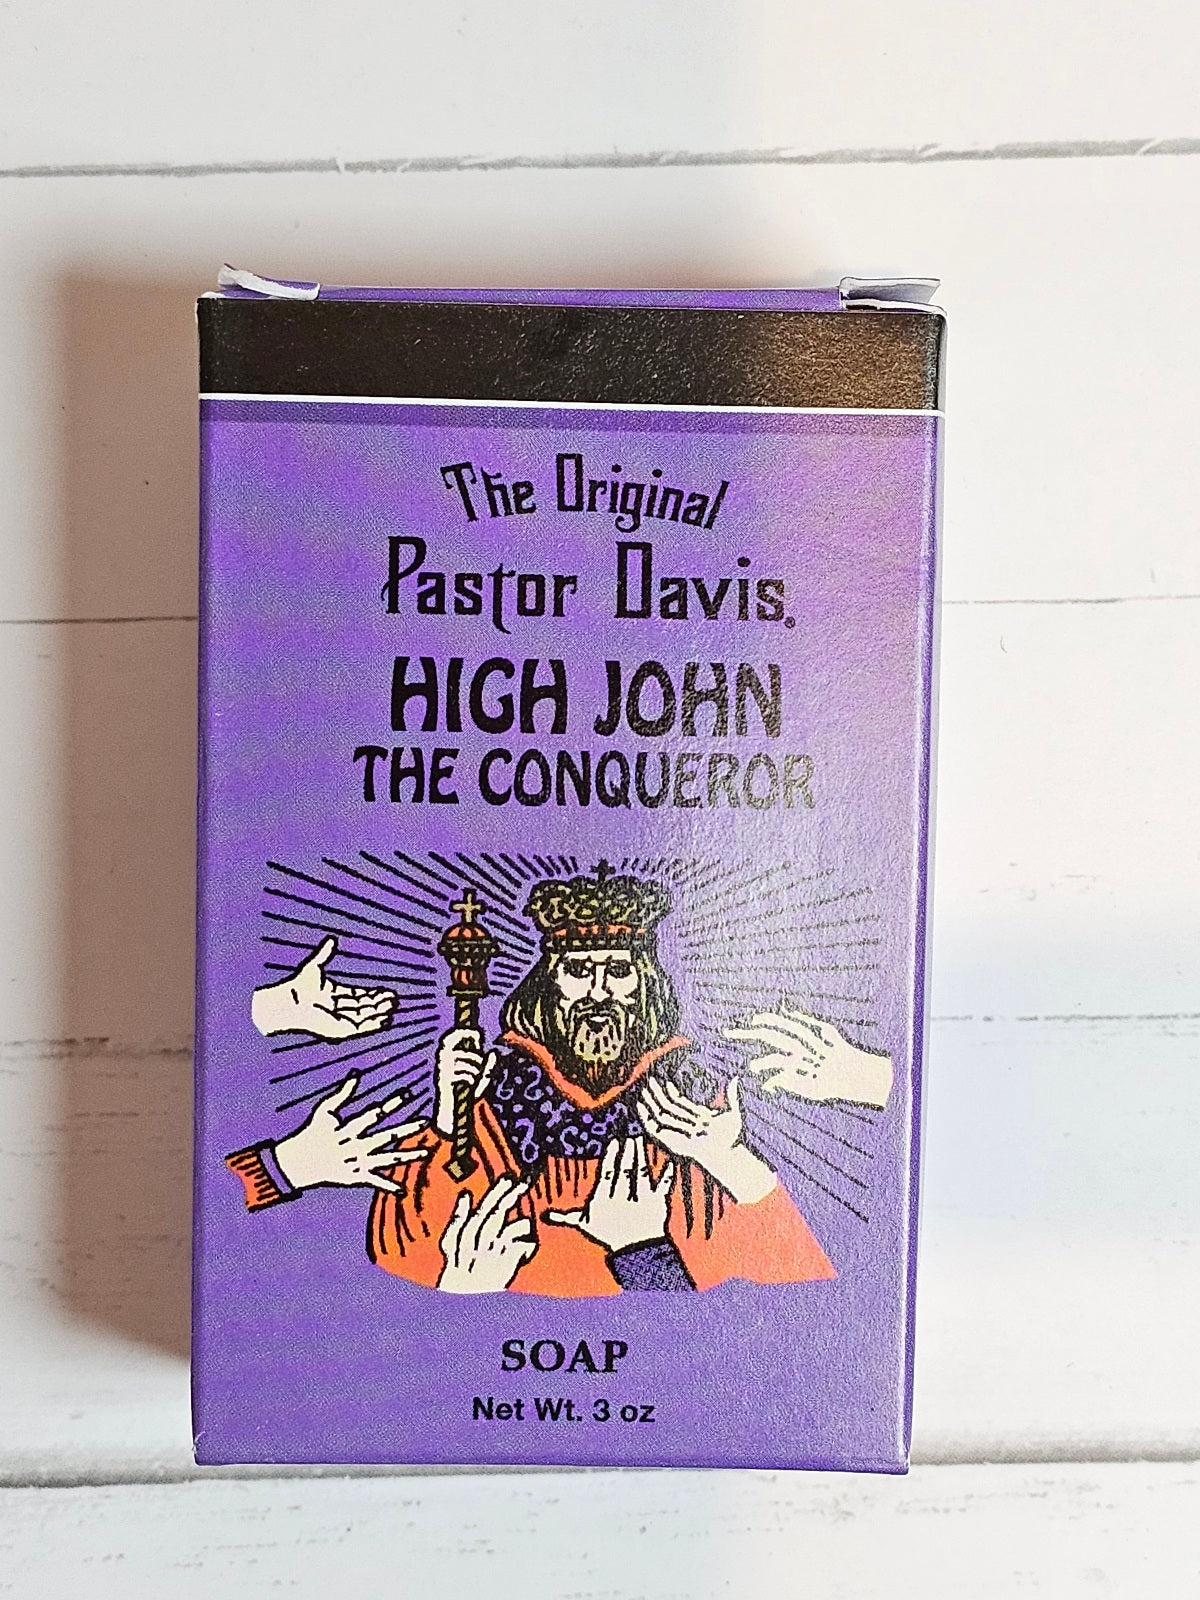 The Original
Pastor Davis®
HIGH JOHN
THE CONQUEROR
SOAP
Net Wt. 3 oz